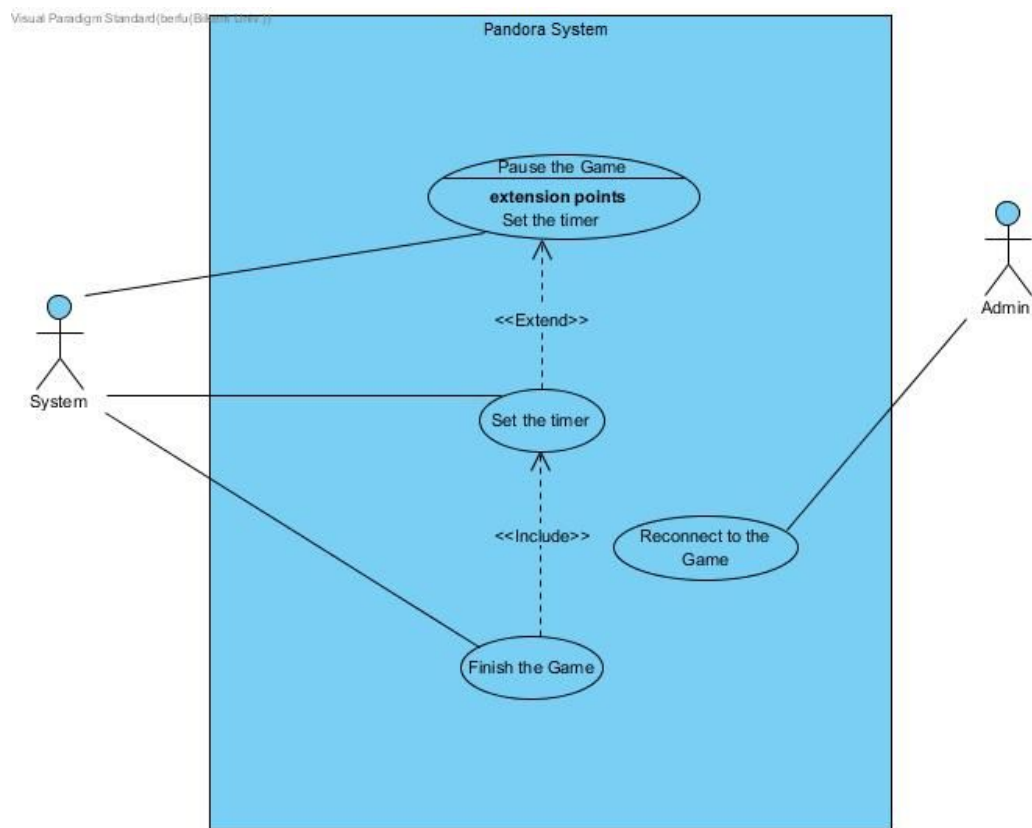 Visual Paradigm Standard(berfu(Bilkent Univ.))
Pandora System
Pause the Game
extension points
Set the timer
<<Extend>>
Admin
System
Set the timer
<<Include>>
Reconnect to the
Game
Finish the Game